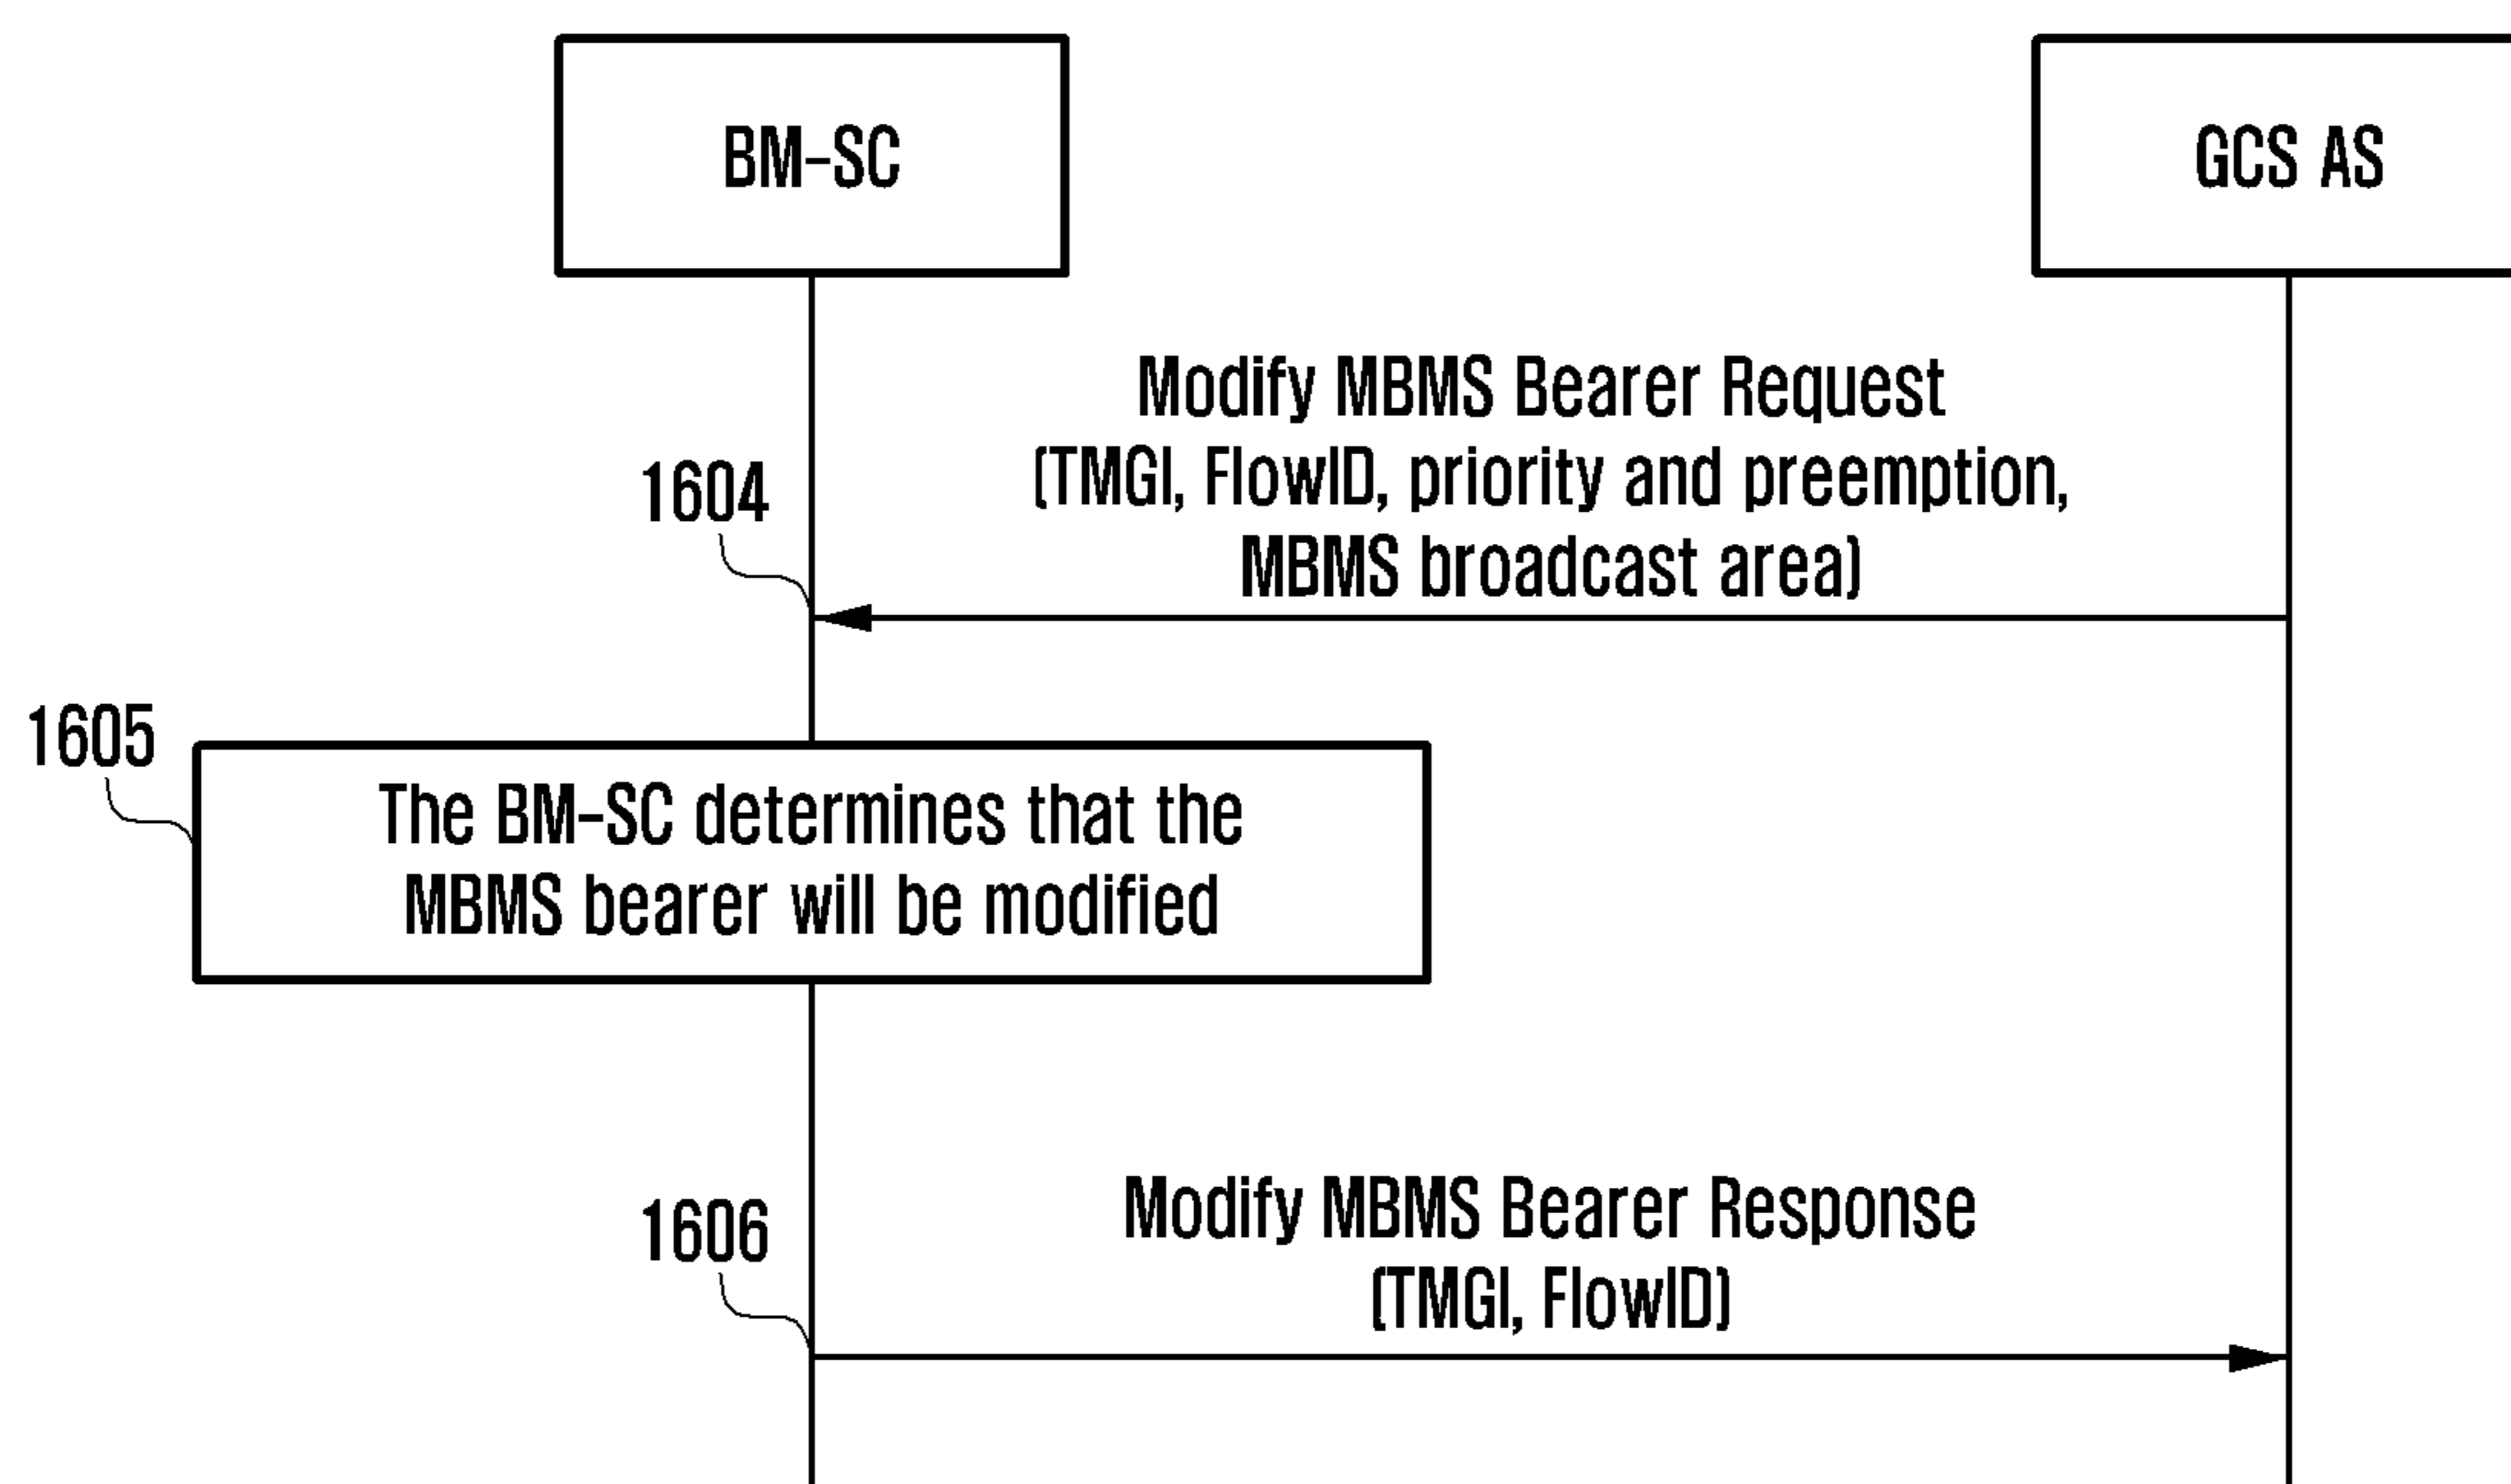 BM-SC
GCS AS
Modify MBMS Bearer Request
(TMGI, FlowID, priority and preemption,
MBMS broadcast area)
1604
1605
The BM-SC determines that the
MBMS bearer will be modified
1606
Modify MBMS Bearer Response
(TMGI, FlowID)